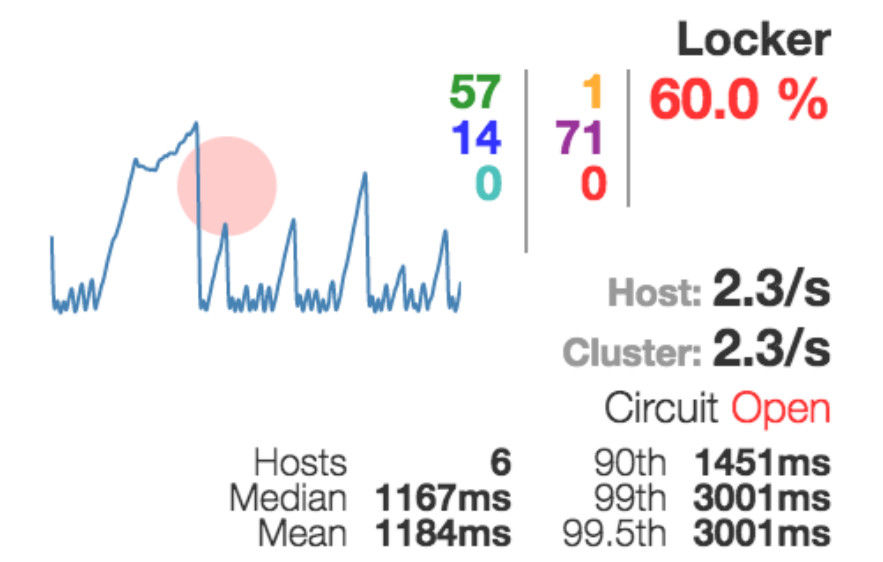 Locker
57 1 60.0 %
14 71
0 0
Host: 2.3/s
Cluster: 2.3/s
Circuit Open
Hosts 6 90th 1451ms
Median 1167ms 99th 3001ms
Mean 1184ms 99.5th 3001ms